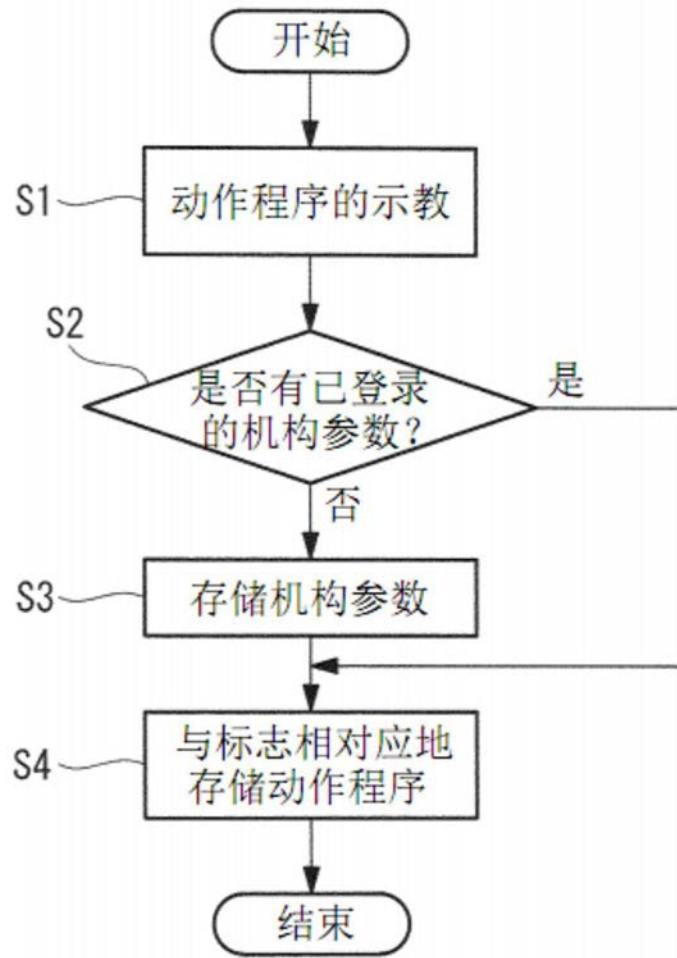 开始
S1
动作程序的示教
S2
是否有已登录
的机构参数？
是
否
S3
存储机构参数
S4
与标志相对应地
存储动作程序
结束